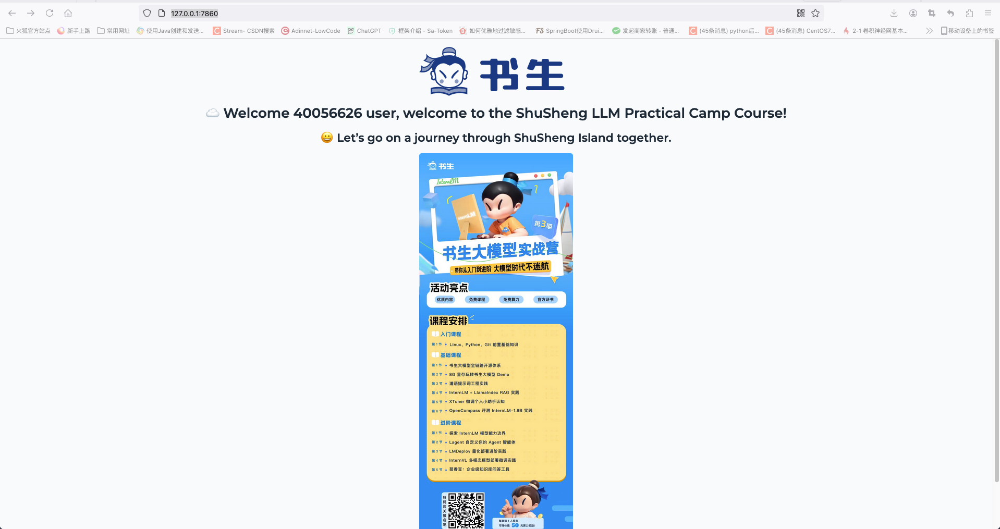 127.0.0.1:7860
火狐官方站点 新手上路 常用网址 使用Java创建和发送... Stream- CSDN搜索 Adinnet-LowCode ChatGPT 框架介绍 - Sa-Token 如何优雅地过滤敏感... SpringBoot使用Drui... 发起商家转账 - 普通... (45条消息) python后... (45条消息) CentOS7... 2-1 卷积神经网基本... 移动设备上的书签
书生
Welcome 40056626 user, welcome to the ShuSheng LLM Practical Camp Course!
Let's go on a journey through ShuSheng Island together.
书生
InternLM
InternLM
第3期
书生大模型实战营
带你从入门到进阶 大模型时代不迷航
活动亮点
优质内容 免费课程 免费算力 官方证书
课程安排
入门课程
第1节 Linux、Python、Git 前置基础知识
基础课程
第1节 书生大模型全链路开源体系
第2节 8G 显存玩转书生大模型 Demo
第3节 浦语提示词工程实践
第4节 InternLM + LlamaIndex RAG 实践
第5节 XTuner 微调个人小助手认知
第6节 OpenCompass 评测 InternLM-1.8B 实践
进阶课程
第1节 探索 InternLM 模型能力边界
第2节 Lagent 自定义你的 Agent 智能体
第3节 LMDeploy 量化部署进阶实践
第4节 InternVL 多模态模型部署微调实践
第5节 茴香豆：企业级知识库问答工具
扫码闯关报名吧
每邀请 1 人报名，
可得价值 50 元算力奖励！